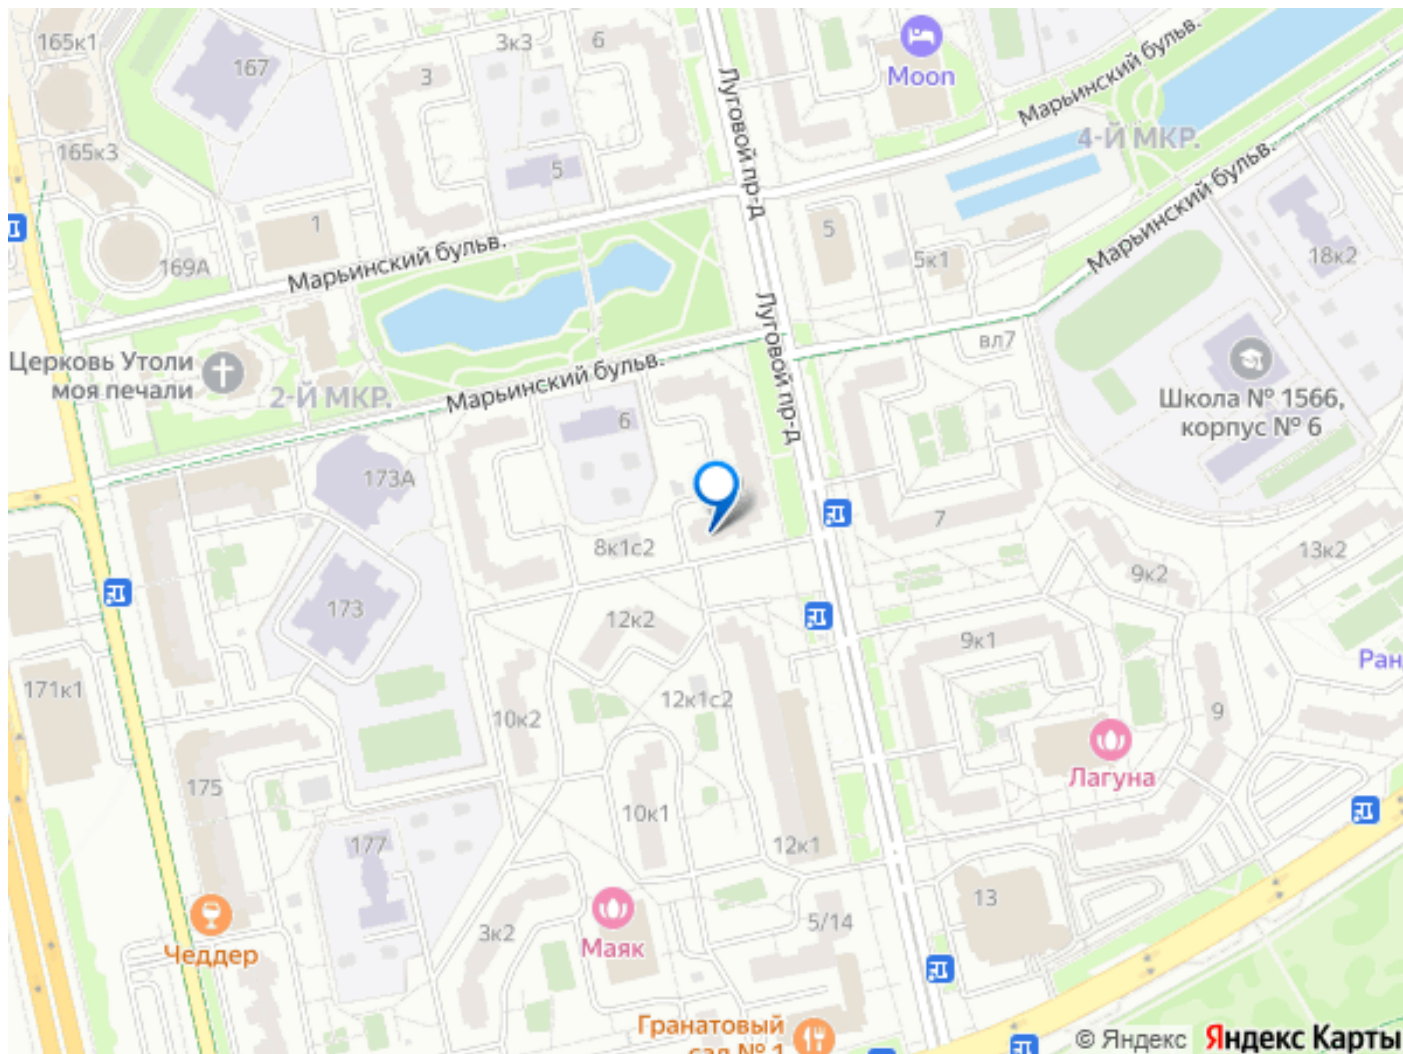 165к1
167
3
3к3
6
Moon
Луговой пр-д
Марьинский бульв.
4-Й МКР.
165к3
5
1
169А
Марьинский бульв.
5
5к1
Марьинский бульв.
18к2
Церковь Утоли
моя печали
2-Й МКР.
Марьинский бульв.
Луговой пр-д
вл7
Школа № 1566,
корпус № 6
6
173А
8к1с2
7
13к2
9к2
173
12к2
9к1
Ран
171к1
10к2
12к1с2
9
Лагуна
175
10к1
177
12к1
13
Чеддер
3к2
Маяк
5/14
Гранатовый
сад № 1
© Яндекс Яндекс Карты